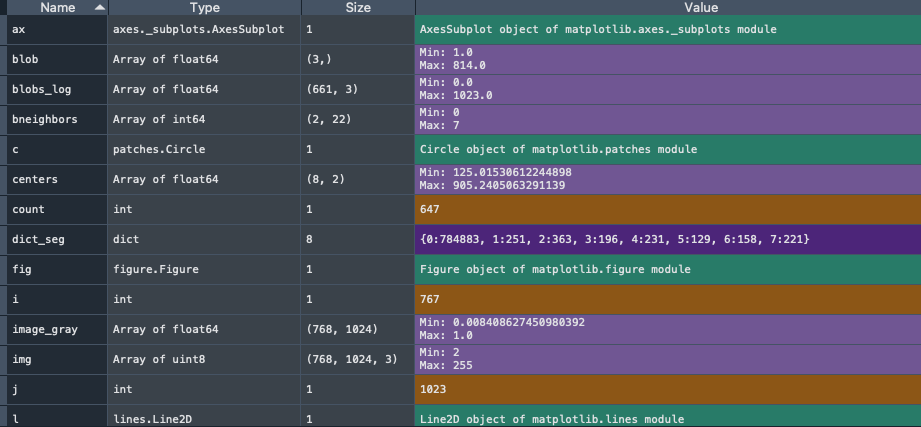 Name Type Size Value
ax axes._subplots.AxesSubplot 1 AxesSubplot object of matplotlib.axes._subplots module
blob Array of float64 (3,) Min: 1.0
Max: 814.0
blobs_log Array of float64 (661, 3) Min: 0.0
Max: 1023.0
bneighbors Array of int64 (2, 22) Min: 0
Max: 7
c patches.Circle 1 Circle object of matplotlib.patches module
centers Array of float64 (8, 2) Min: 125.01530612244898
Max: 905.2405063291139
count int 1 647
dict_seg dict 8 {0:784883, 1:251, 2:363, 3:196, 4:231, 5:129, 6:158, 7:221}
fig figure.Figure 1 Figure object of matplotlib.figure module
i int 1 767
image_gray Array of float64 (768, 1024) Min: 0.008408627450980392
Max: 1.0
img Array of uint8 (768, 1024, 3) Min: 2
Max: 255
j int 1 1023
l lines.Line2D 1 Line2D object of matplotlib.lines module